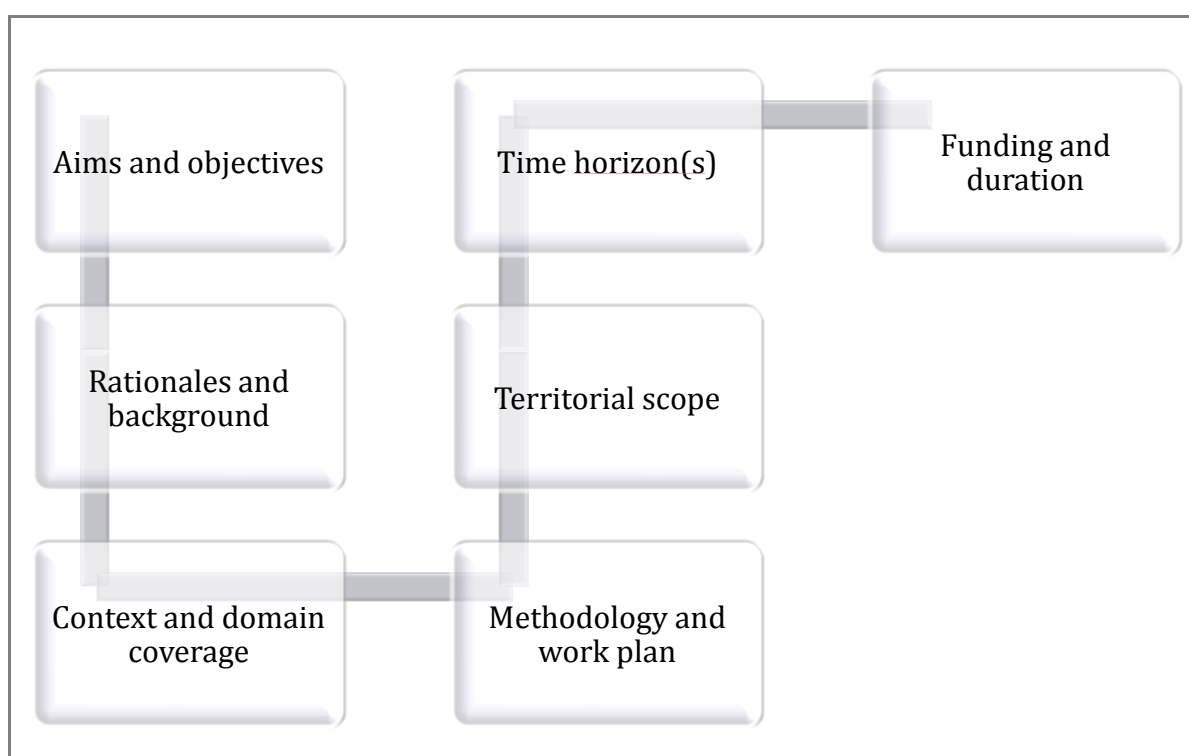 Aims and objectives
Rationales and
background
Context and domain
coverage
Methodology and
work plan
Territorial scope
Time horizon(s)
Funding and
duration